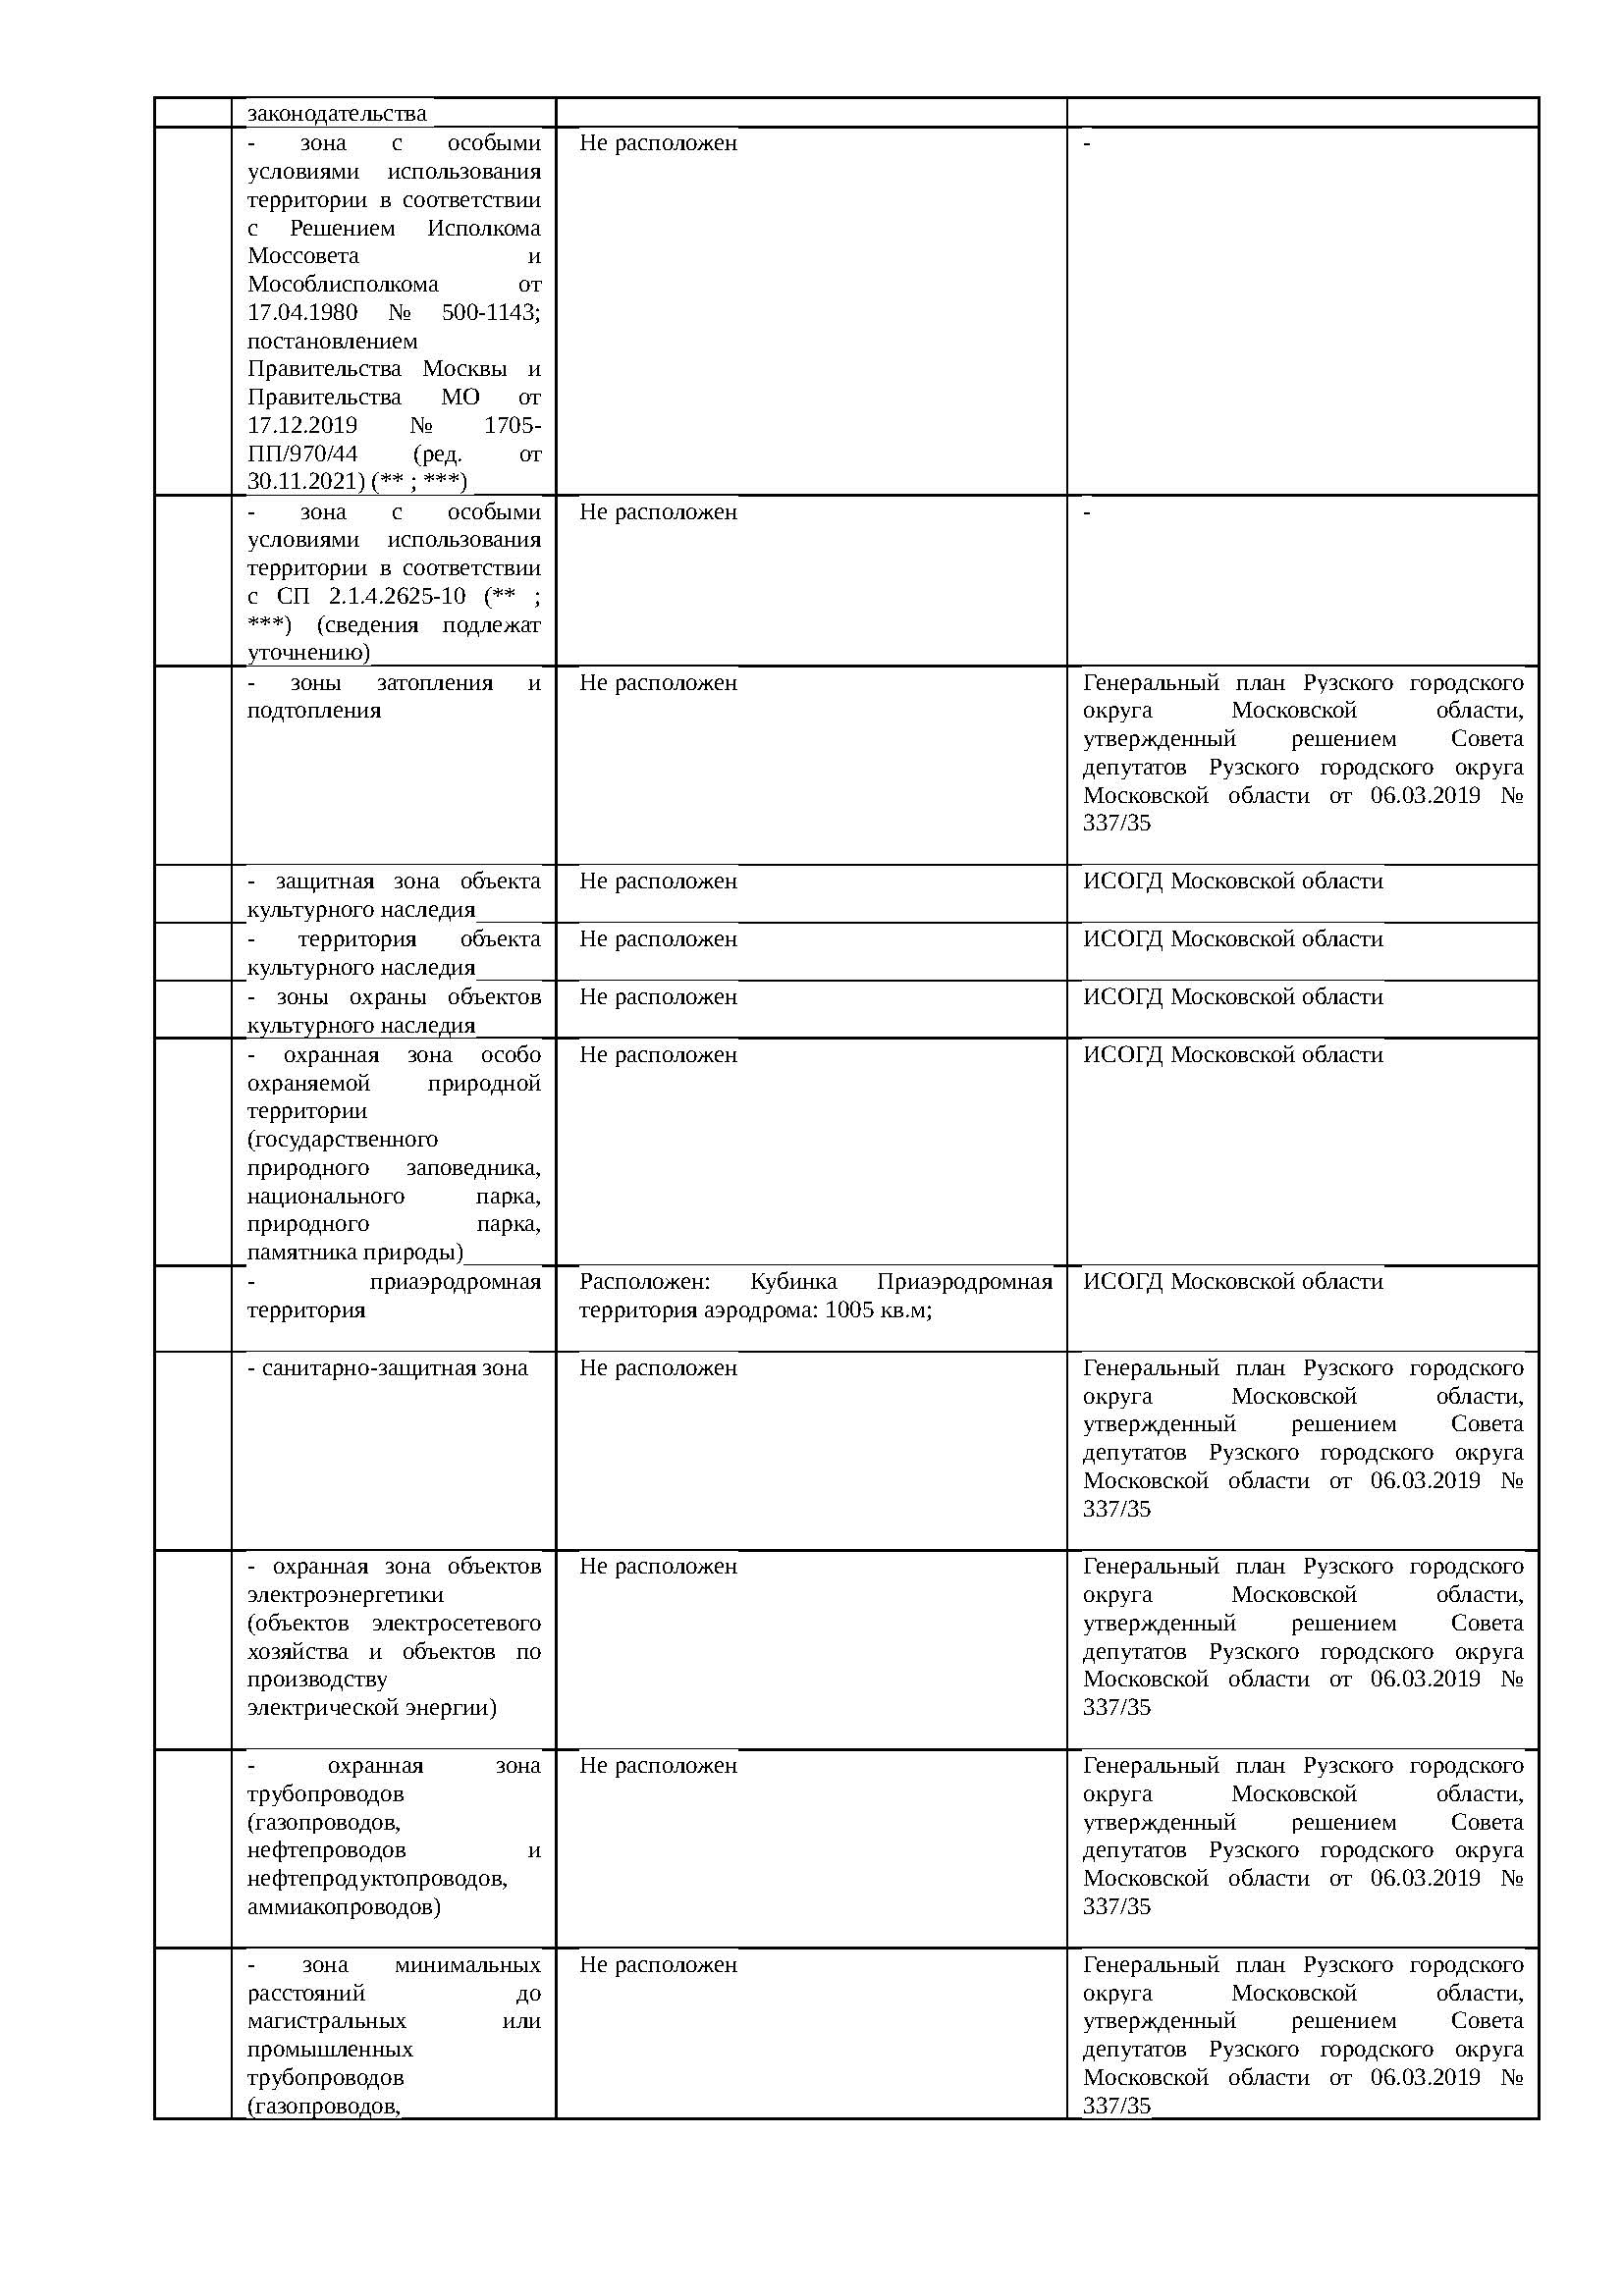 законодательства
- зона с особыми
условиями использования
территории в соответствии
с Решением Исполкома
Моссовета и
Мособлисполкома от
17.04.1980 № 500-1143;
постановлением
Правительства Москвы и
Правительства МО от
17.12.2019 № 1705-
ПП/970/44 (ред. от
30.11.2021) (** ; ***)
Не расположен
-
- зона с особыми
условиями использования
территории в соответствии
с СП 2.1.4.2625-10 (** ;
***) (сведения подлежат
уточнению)
Не расположен
-
- зоны затопления и
подтопления
Не расположен
Генеральный план Рузского городского
округа Московской области,
утвержденный решением Совета
депутатов Рузского городского округа
Московской области от 06.03.2019 №
337/35
- защитная зона объекта
культурного наследия
Не расположен
ИСОГД Московской области
- территория объекта
культурного наследия
Не расположен
ИСОГД Московской области
- зоны охраны объектов
культурного наследия
Не расположен
ИСОГД Московской области
- охранная зона особо
охраняемой природной
территории
(государственного
природного заповедника,
национального парка,
природного парка,
памятника природы)
Не расположен
ИСОГД Московской области
- приаэродромная
территория
Расположен: Кубинка Приаэродромная
территория аэродрома: 1005 кв.м;
ИСОГД Московской области
- санитарно-защитная зона
Не расположен
Генеральный план Рузского городского
округа Московской области,
утвержденный решением Совета
депутатов Рузского городского округа
Московской области от 06.03.2019 №
337/35
- охранная зона объектов
электроэнергетики
(объектов электросетевого
хозяйства и объектов по
производству
электрической энергии)
Не расположен
Генеральный план Рузского городского
округа Московской области,
утвержденный решением Совета
депутатов Рузского городского округа
Московской области от 06.03.2019 №
337/35
- охранная зона
трубопроводов
(газопроводов,
нефтепроводов и
нефтепродуктопроводов,
аммиакопроводов)
Не расположен
Генеральный план Рузского городского
округа Московской области,
утвержденный решением Совета
депутатов Рузского городского округа
Московской области от 06.03.2019 №
337/35
- зона минимальных
расстояний до
магистральных или
промышленных
трубопроводов
(газопроводов,
Не расположен
Генеральный план Рузского городского
округа Московской области,
утвержденный решением Совета
депутатов Рузского городского округа
Московской области от 06.03.2019 №
337/35